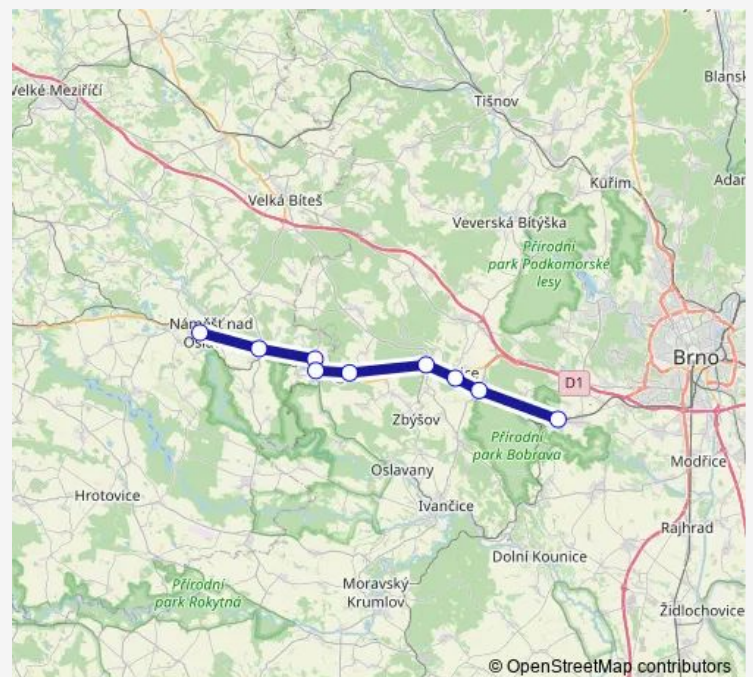 Velké Meziříčí
Tišnov
Blansk
Kuřim
Adar
Velká Bíteš
Veverská Bítýška
Přírodní
park Podkomorské
lesy
Náměšť nad
Brno
D1
Zbýšov
Přírodní
park Bobrava
Modřice
Oslavany
Hrotovice
Ivančice
Rajhrad
Dolní Kounice
Moravský
Krumlov
Přírodní
park Rokytná
Židlochovice
© OpenStreetMap contributors